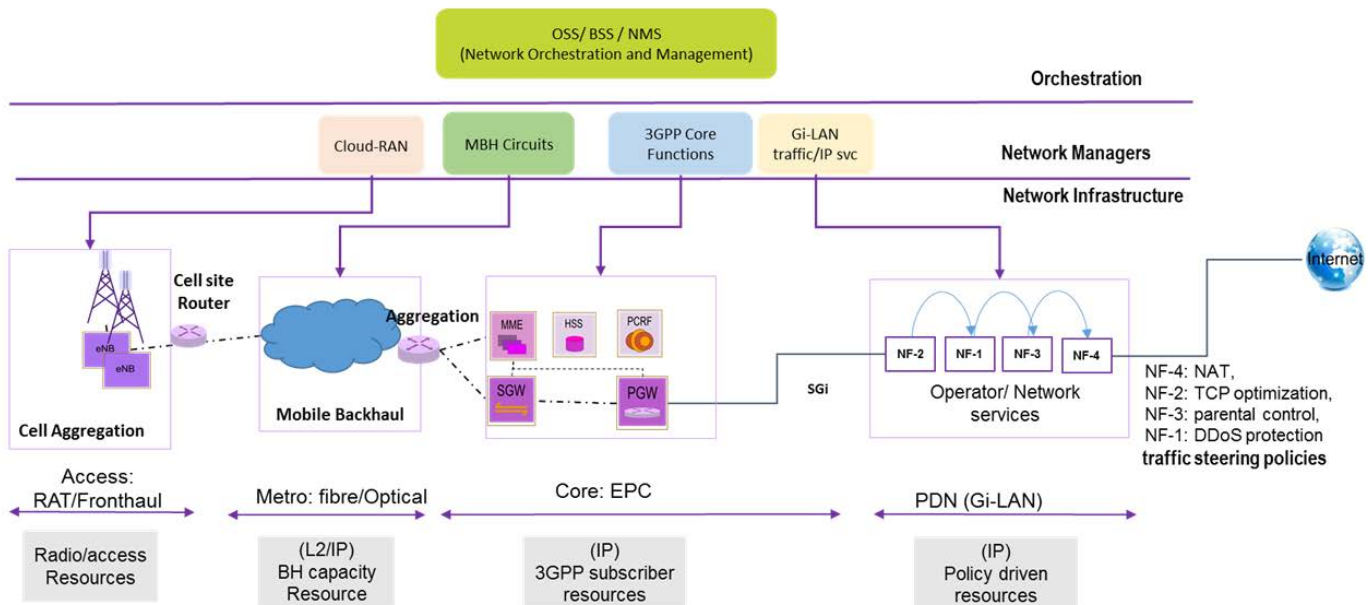 OSS/ BSS / NMS
(Network Orchestration and Management)
Orchestration
Cloud-RAN
MBH Circuits
3GPP Core
Functions
Gi-LAN
traffic/IP svc
Network Managers
Network Infrastructure
Cell site
Router
eNB
eNB
Cell Aggregation
Mobile Backhaul
Aggregation
MME
HSS
PCRF
SGW
PGW
SGi
NF-2
NF-1
NF-3
NF-4
Operator/ Network
services
Internet
NF-4: NAT,
NF-2: TCP optimization,
NF-3: parental control,
NF-1: DDoS protection
traffic steering policies
Access:
RAT/Fronthaul
Metro: fibre/Optical
Core: EPC
PDN (Gi-LAN)
Radio/access
Resources
(L2/IP)
BH capacity
Resource
(IP)
3GPP subscriber
resources
(IP)
Policy driven
resources